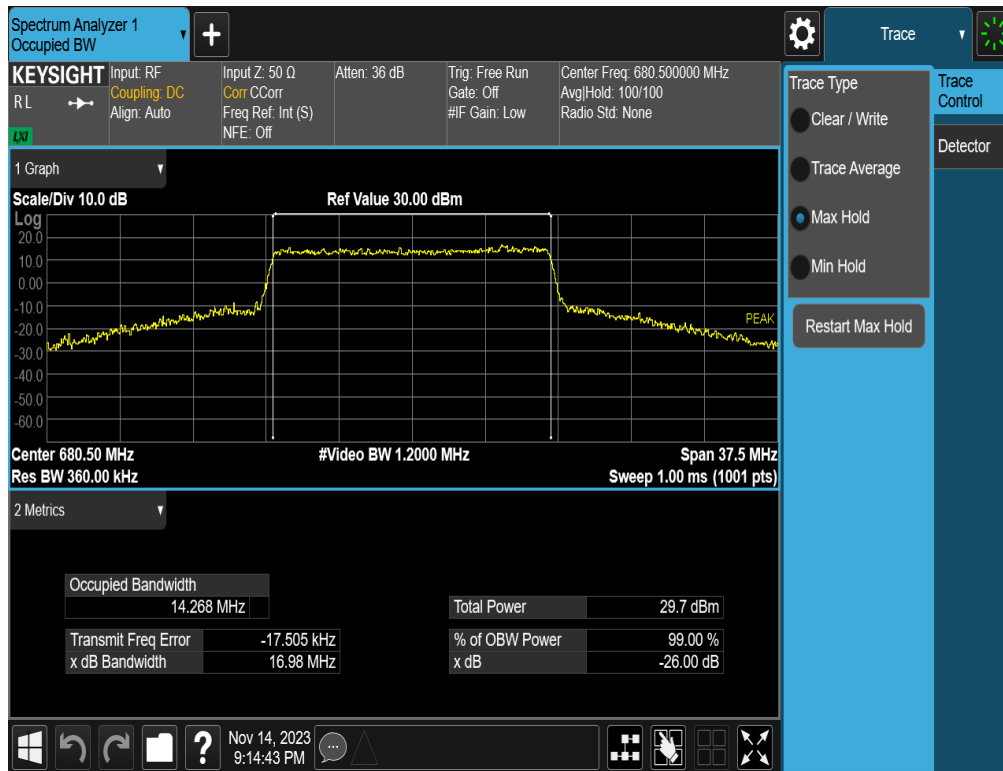 Spectrum Analyzer 1
Occupied BW
+
Trace
KEYSIGHT
RL
LXI
Input: RF
Coupling: DC
Align: Auto
Input Z: 50 Ω
Corr CCorr
Freq Ref: Int (S)
NFE: Off
Atten: 36 dB
Trig: Free Run
Gate: Off
#IF Gain: Low
Center Freq: 680.500000 MHz
Avg|Hold: 100/100
Radio Std: None
Trace Type
Clear / Write
Trace Average
Max Hold
Min Hold
Restart Max Hold
Trace
Control
Detector
1 Graph
Scale/Div 10.0 dB
Ref Value 30.00 dBm
Log
20.0
10.0
0.00
-10.0
-20.0
-30.0
-40.0
-50.0
-60.0
PEAK
Center 680.50 MHz
#Video BW 1.2000 MHz
Span 37.5 MHz
Res BW 360.00 kHz
Sweep 1.00 ms (1001 pts)
2 Metrics
Occupied Bandwidth
14.268 MHz
Total Power 29.7 dBm
Transmit Freq Error -17.505 kHz
% of OBW Power 99.00 %
x dB Bandwidth 16.98 MHz
x dB -26.00 dB
?
Nov 14, 2023
9:14:43 PM